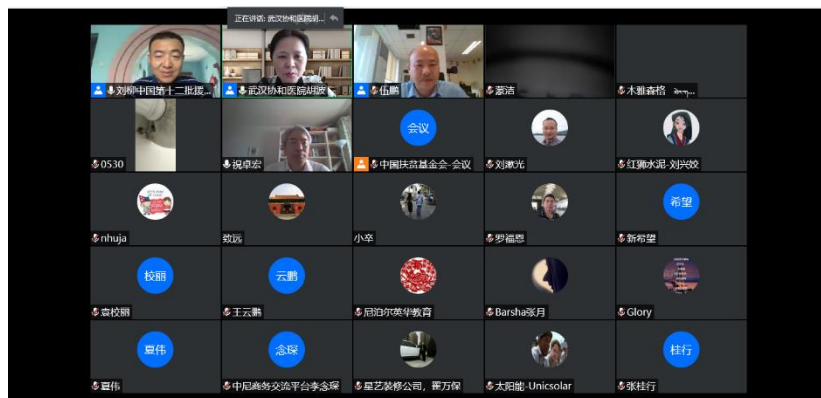 正在讲话: 武汉协和医院胡...
刘柳中国第十二批援...
武汉协和医院胡波
伍鹏
蒙洁
木雅森格
0530
祝卓宏
会议
中国扶贫基金会-会议
刘漱光
红狮水泥-刘兴姣
nhuja
致远
小卒
罗福恩
希望
新希望
校丽
袁校丽
云鹏
王云鹏
尼泊尔英华教育
Barsha张月
Glory
夏伟
夏伟
念琛
中尼商务交流平台李念琛
星艺装修公司，翟万保
太阳能-Unicsolar
桂行
张桂行